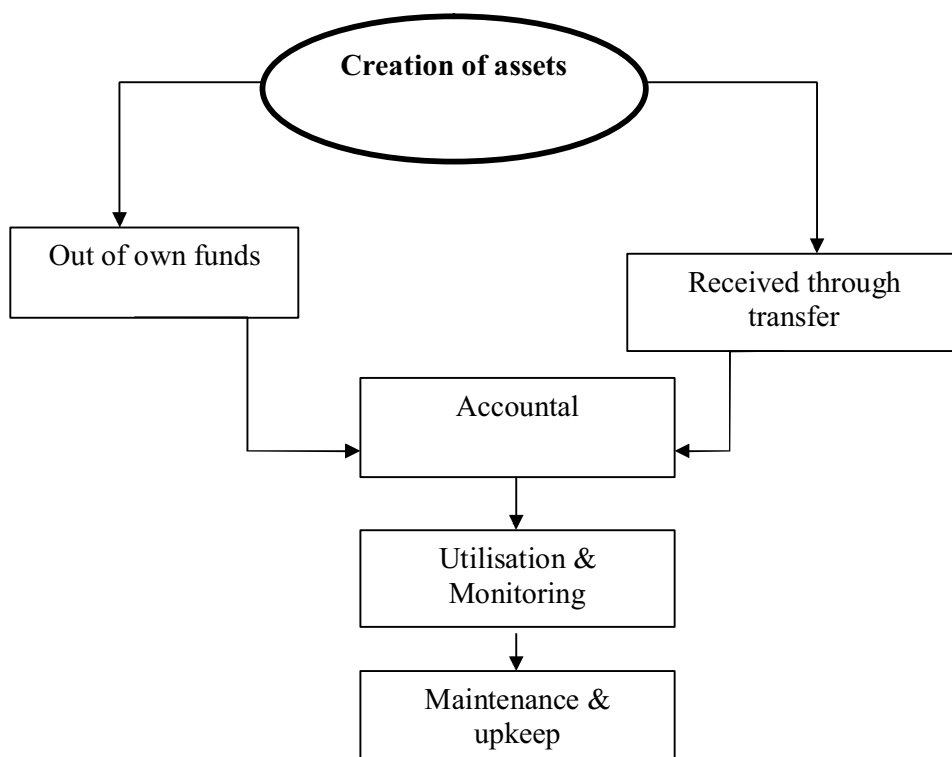 Creation of assets
Out of own funds
Received through
transfer
Accountal
Utilisation &
Monitoring
Maintenance &
upkeep